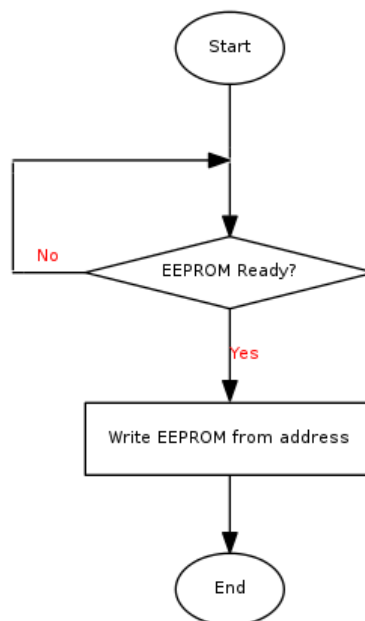 Start
No
EEPROM Ready?
Yes
Write EEPROM from address
End